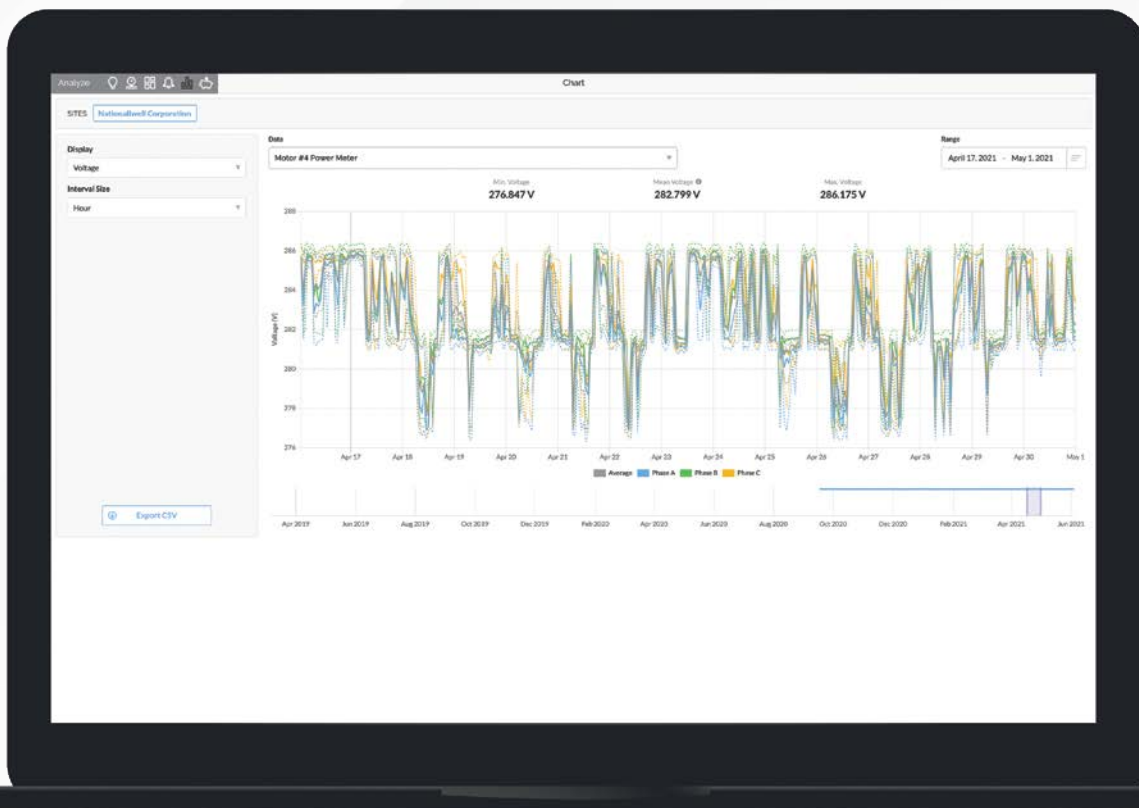 Analyze
Chart
SITES NationalIwell Corporation
Display
Voltage
Interval Size
Hour
Export CSV
Data
Motor #4 Power Meter
Range
April 17, 2021 - May 1, 2021
Min. Voltage Mean Voltage Max. Voltage
276.847 V 282.799 V 286.175 V
Voltage (V)
288
286
284
282
280
278
276
Apr 17 Apr 18 Apr 19 Apr 20 Apr 21 Apr 22 Apr 23 Apr 24 Apr 25 Apr 26 Apr 27 Apr 28 Apr 29 Apr 30 May 1
Average Phase A Phase B Phase C
Apr 2019 Jun 2019 Aug 2019 Oct 2019 Dec 2019 Feb 2020 Apr 2020 Jun 2020 Aug 2020 Oct 2020 Dec 2020 Feb 2021 Apr 2021 Jun 2021